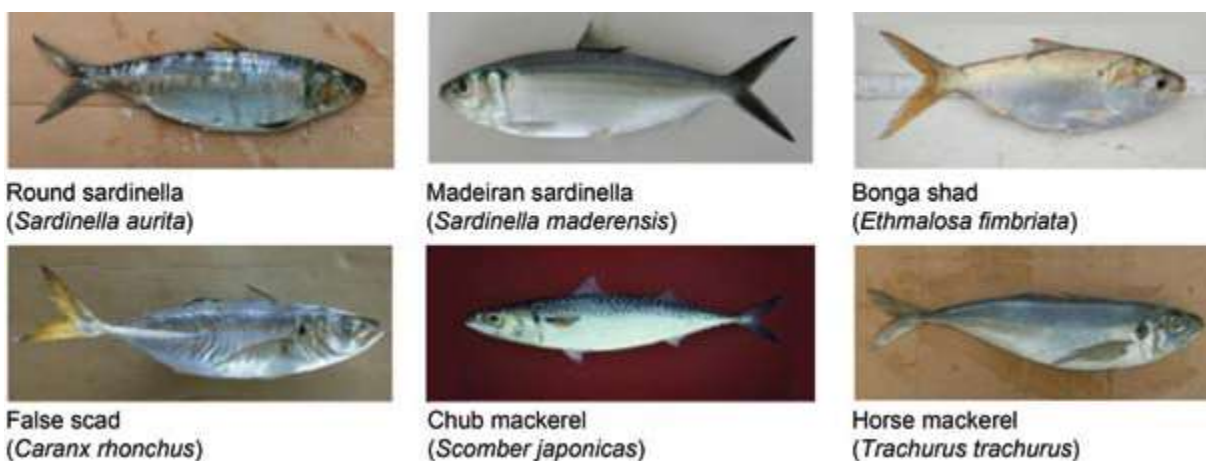 Round sardinella
(Sardinella aurita)
Madeiran sardinella
(Sardinella maderensis)
Bonga shad
(Ethmalosa fimbriata)
False scad
(Caranx rhonchus)
Chub mackerel
(Scomber japonicas)
Horse mackerel
(Trachurus trachurus)